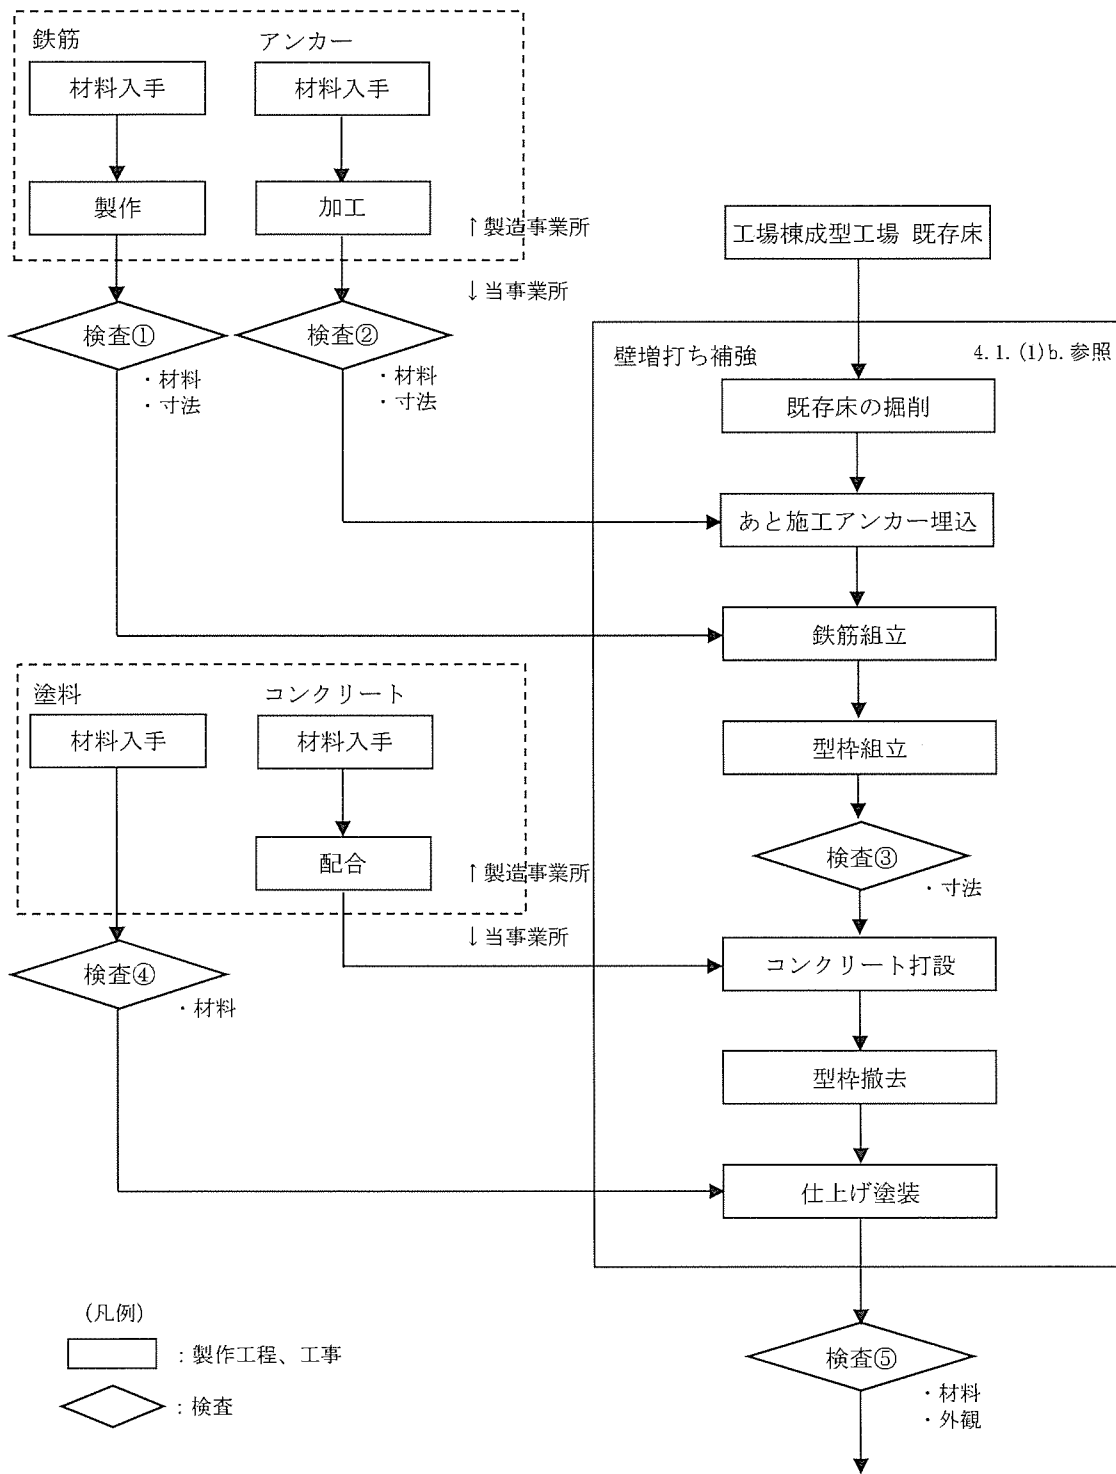 鉄筋
アンカー
材料入手
材料入手
製作
加工
↑製造事業所
↓当事業所
検査①
・材料
・寸法
検査②
・材料
・寸法
工場棟成型工場 既存床
壁増打ち補強
4.1.(1)b.参照
既存床の掘削
あと施工アンカー埋込
鉄筋組立
型枠組立
検査③
・寸法
塗料
コンクリート
材料入手
材料入手
配合
↑製造事業所
↓当事業所
検査④
・材料
コンクリート打設
型枠撤去
仕上げ塗装
検査⑤
・材料
・外観
(凡例)
：製作工程、工事
：検査